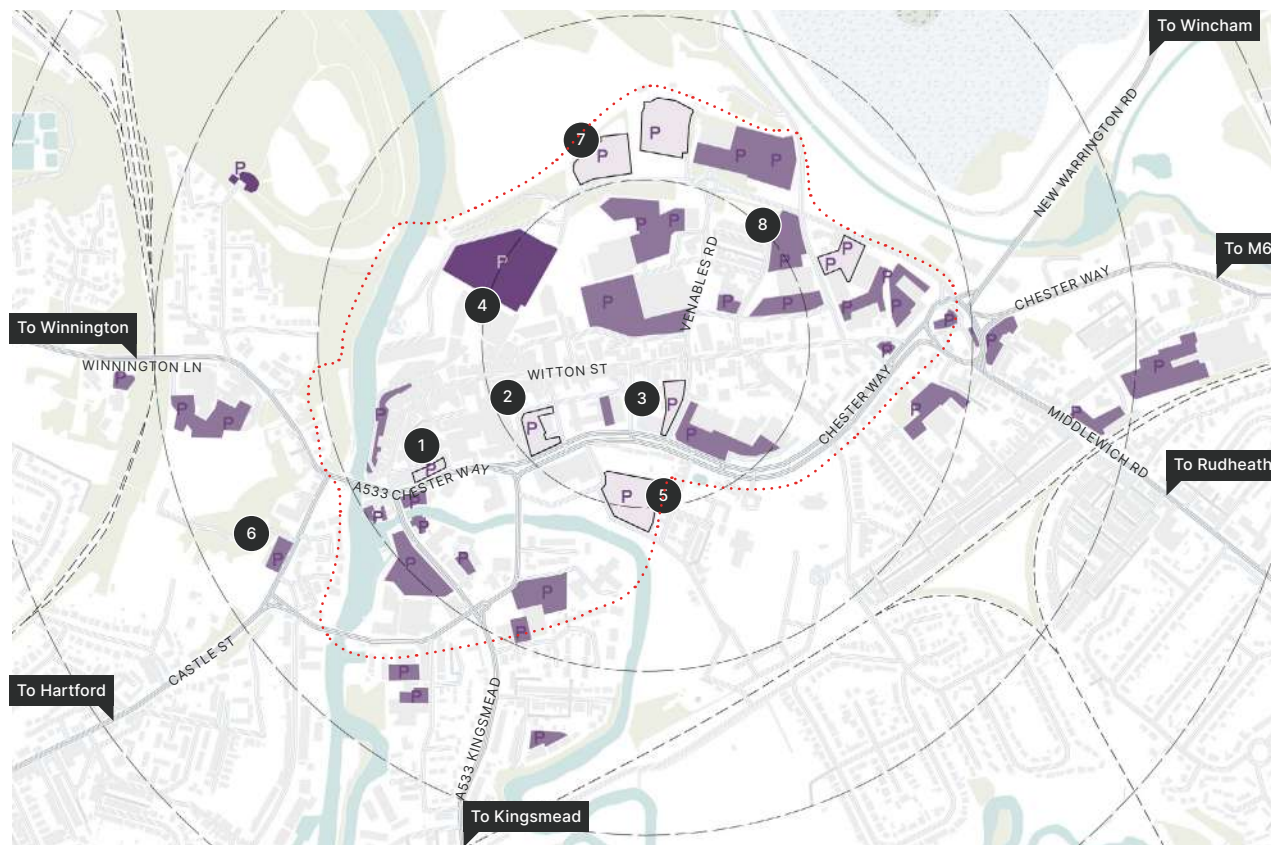 To Wincham
P
7
P
P
P
P
P
NEW WARRINGTON RD
8
P
P
P
P
P
To M6
P
4
P
VENABLES RD
P
P
P
P
P
CHESTER WAY
P
To Winnington
P
P
WINNINGTON LN
P
P
WITTON ST
2
3
P
P
P
P
P
P
CHESTER WAY
P
P
MIDDLEWICH RD
1
P
A533 CHESTER WAY
To Rudheath
P
5
P
P
P
6
P
P
P
P
P
CASTLE ST
P
P
To Hartford
A533 KINGSMEAD
P
To Kingsmead